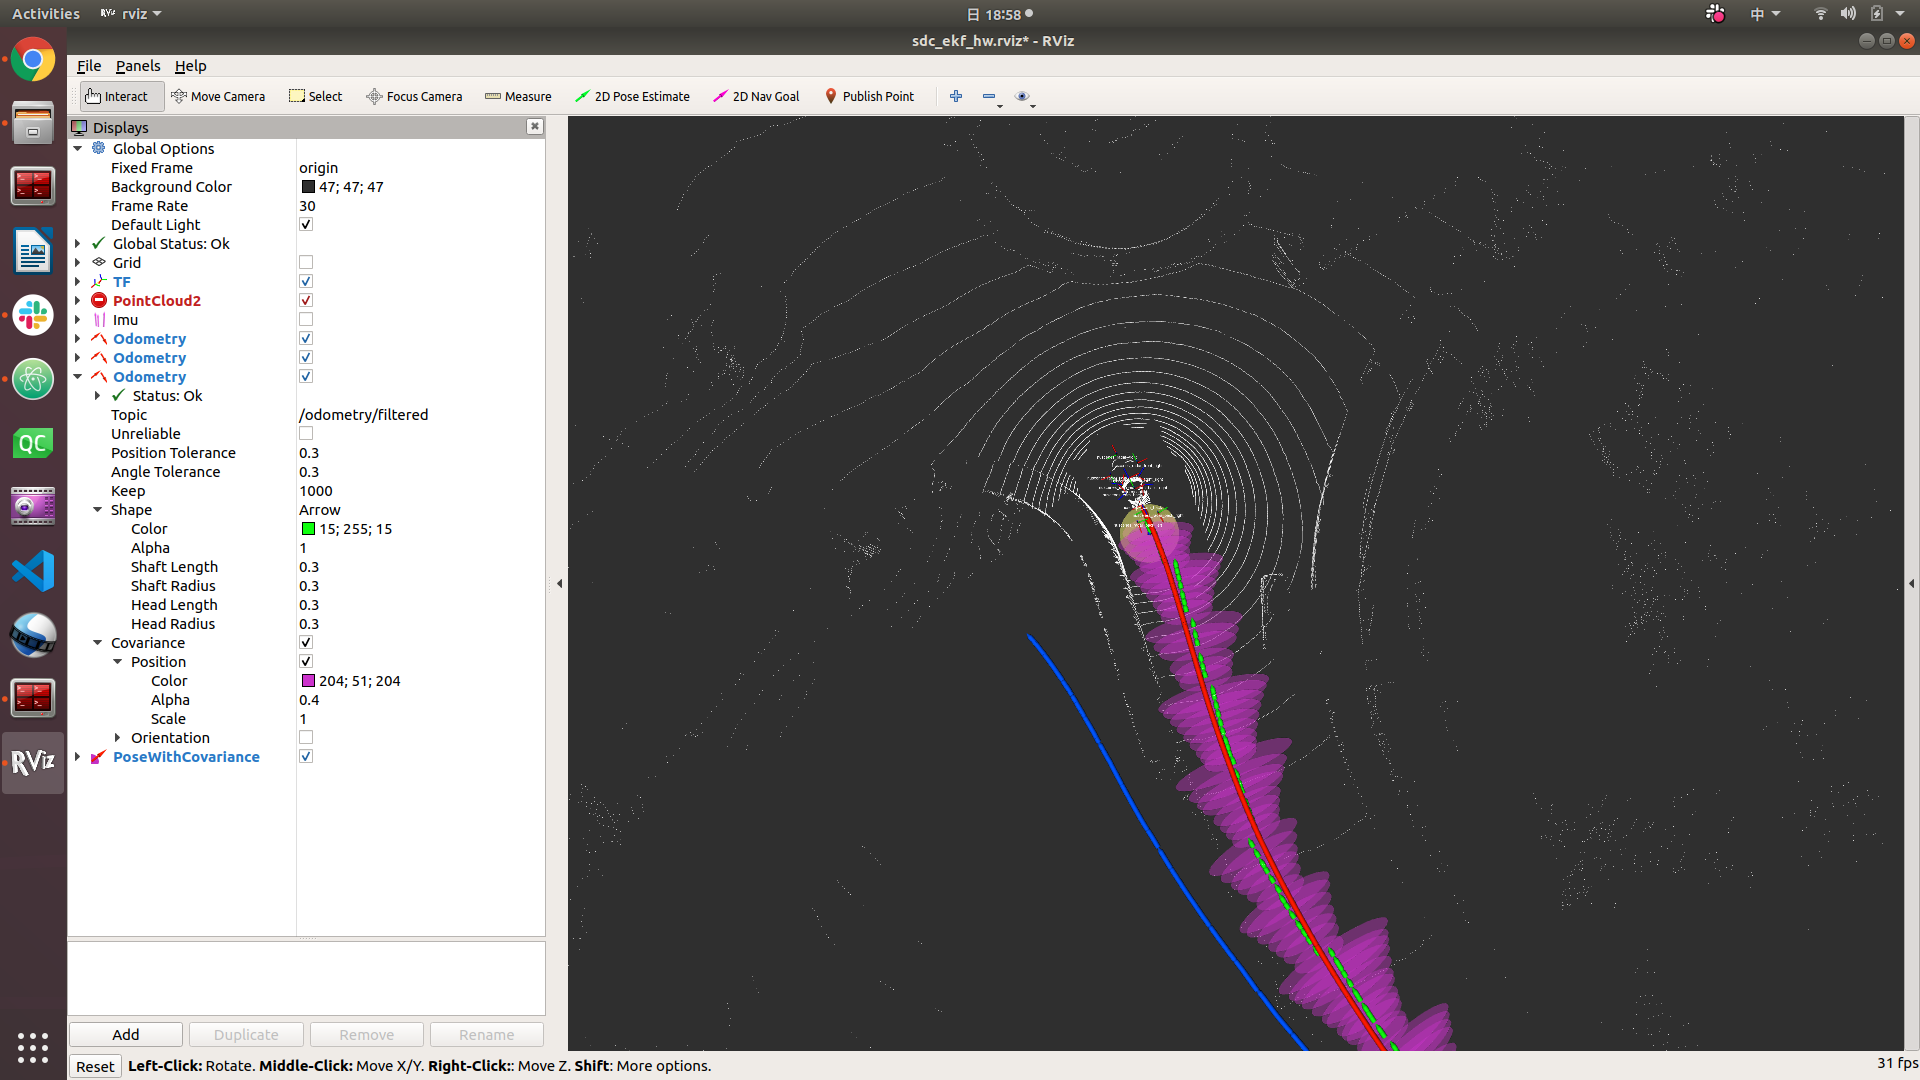 Activities
RViz
rviz
日 18:58
中
sdc_ekf_hw.rviz* - RViz
File Panels Help
Interact
Move Camera
Select
Focus Camera
Measure
2D Pose Estimate
2D Nav Goal
Publish Point
Displays
Global Options
Fixed Frame origin
Background Color 47; 47; 47
Frame Rate 30
Default Light
Global Status: Ok
Grid
TF
PointCloud2
Imu
Odometry
Odometry
Odometry
Status: Ok
Topic /odometry/filtered
Unreliable
Position Tolerance 0.3
Angle Tolerance 0.3
Keep 1000
Shape Arrow
Color 15; 255; 15
Alpha 1
Shaft Length 0.3
Shaft Radius 0.3
Head Length 0.3
Head Radius 0.3
Covariance
Position
Color 204; 51; 204
Alpha 0.4
Scale 1
Orientation
PoseWithCovariance
QC
RViz
Add Duplicate Remove Rename
Reset Left-Click: Rotate. Middle-Click: Move X/Y. Right-Click:: Move Z. Shift: More options.
31 fps